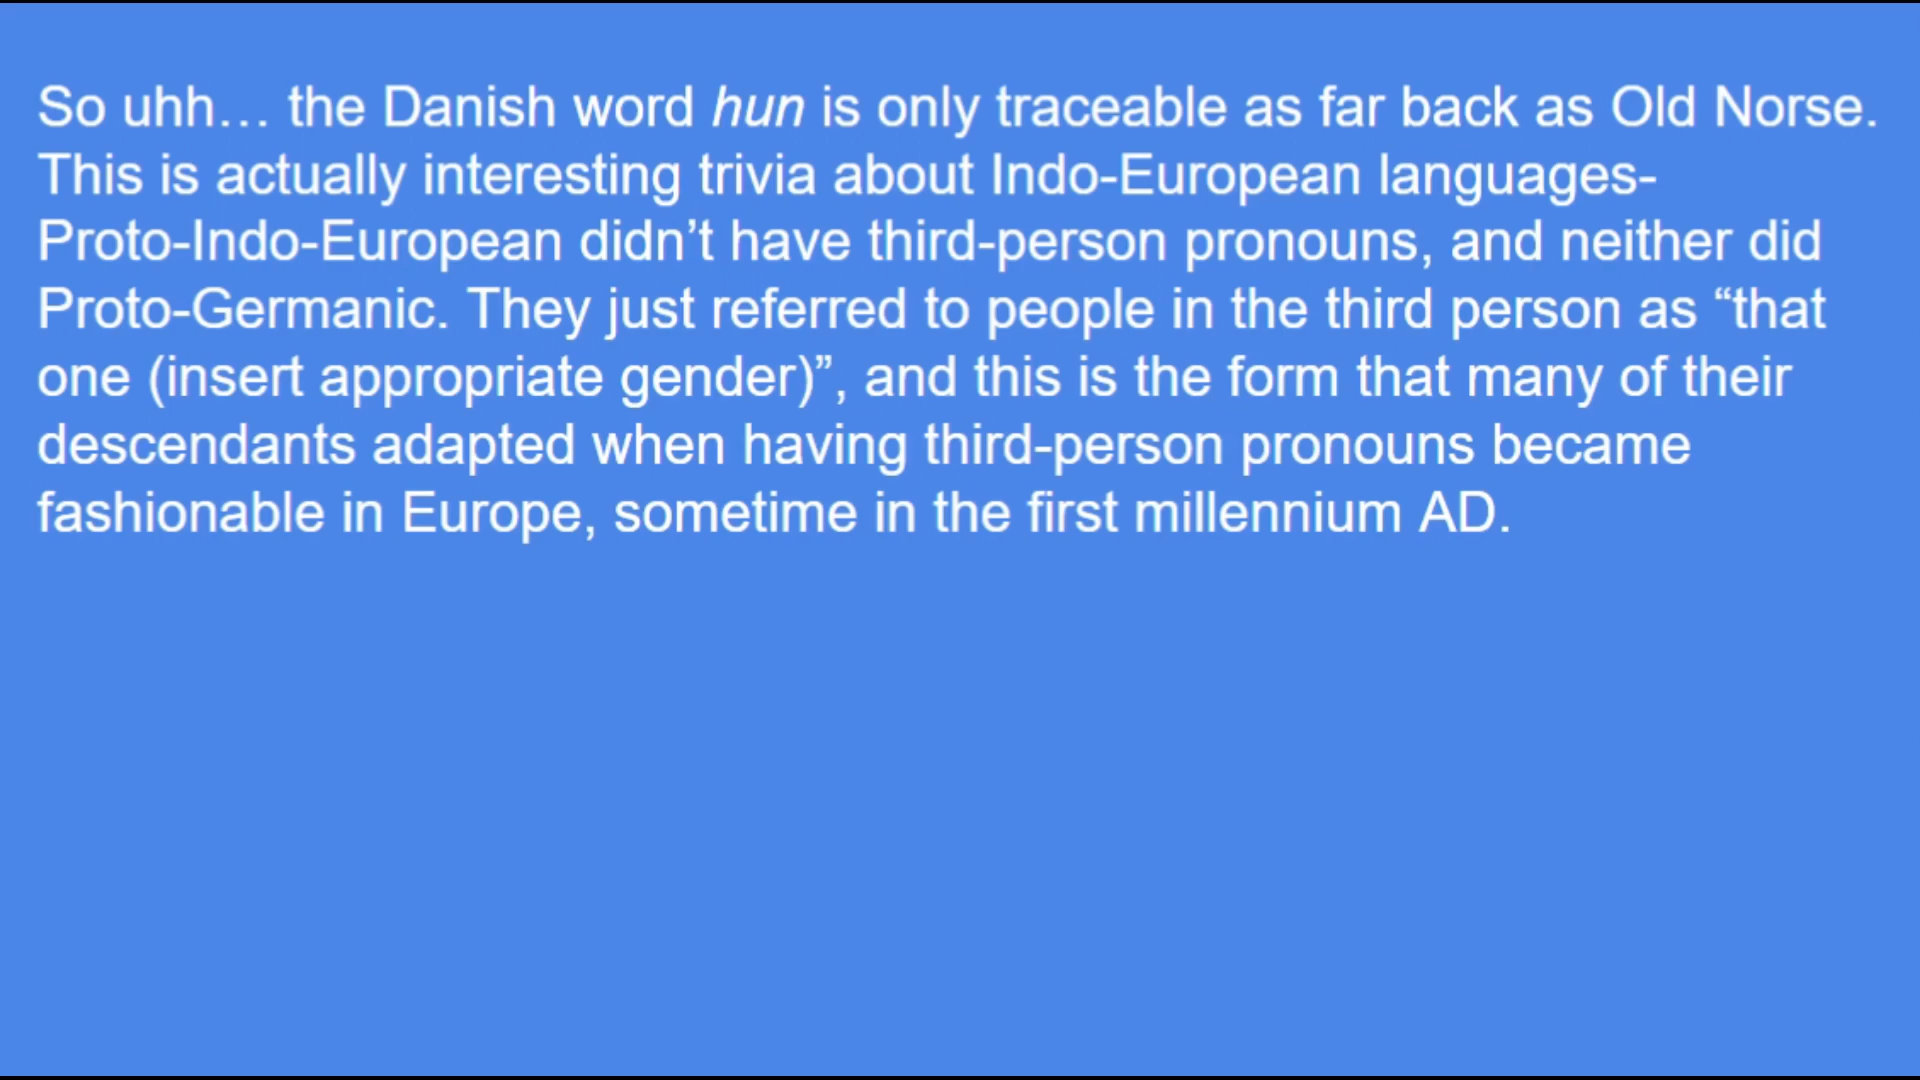 So uhh… the Danish word hun is only traceable as far back as Old Norse.
This is actually interesting trivia about Indo-European languages-
Proto-Indo-European didn’t have third-person pronouns, and neither did
Proto-Germanic. They just referred to people in the third person as “that
one (insert appropriate gender)”, and this is the form that many of their
descendants adapted when having third-person pronouns became
fashionable in Europe, sometime in the first millennium AD.